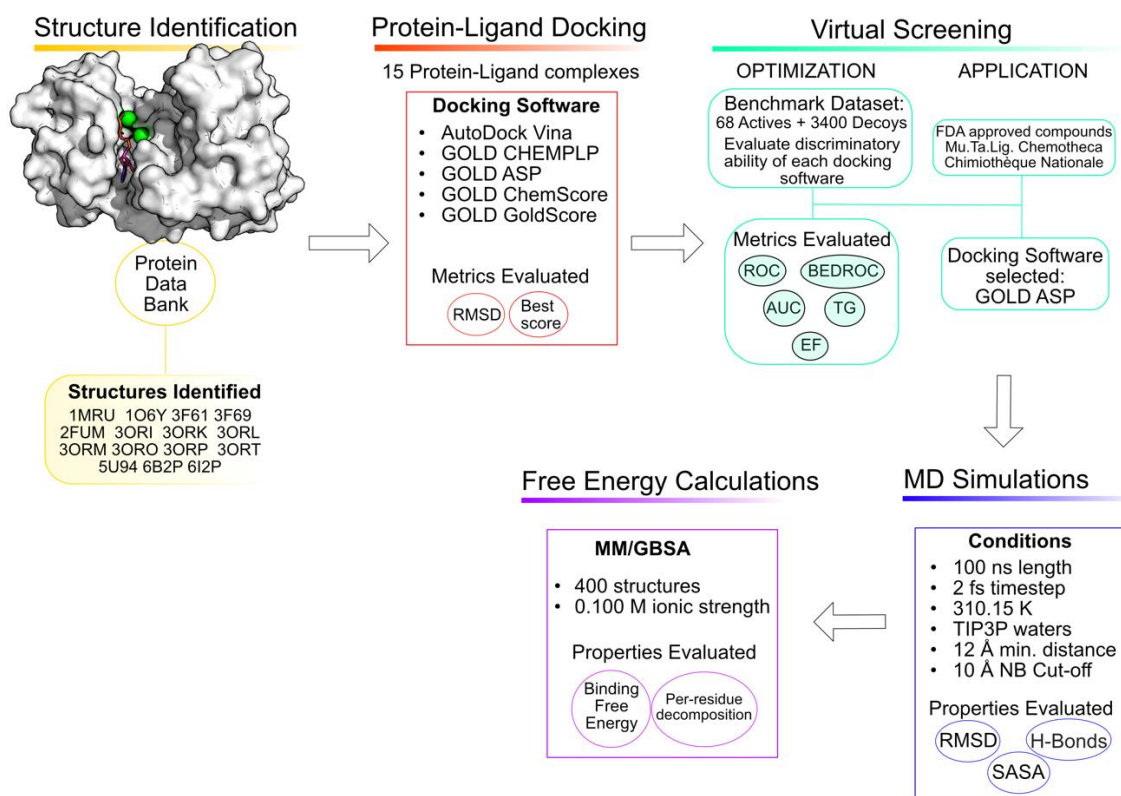 Structure Identification
Protein
Data
Bank
Structures Identified
1MRU 1O6Y 3F61 3F69
2FUM 3ORI 3ORK 3ORL
3ORM 3ORO 3ORP 3ORT
5U94 6B2P 6I2P
Protein-Ligand Docking
15 Protein-Ligand complexes
Docking Software
• AutoDock Vina
• GOLD CHEMPLP
• GOLD ASP
• GOLD ChemScore
• GOLD GoldScore
Metrics Evaluated
RMSD
Best
score
Virtual Screening
OPTIMIZATION
Benchmark Dataset:
68 Actives + 3400 Decoys
Evaluate discriminatory
ability of each docking
software
Metrics Evaluated
ROC
BEDROC
AUC
TG
EF
APPLICATION
FDA approved compounds
Mu.Ta.Lig. Chemotheca
Chimiothèque Nationale
Docking Software
selected:
GOLD ASP
MD Simulations
Conditions
• 100 ns length
• 2 fs timestep
• 310.15 K
• TIP3P waters
• 12 Å min. distance
• 10 Å NB Cut-off
Properties Evaluated
RMSD
H-Bonds
SASA
Free Energy Calculations
MM/GBSA
• 400 structures
• 0.100 M ionic strength
Properties Evaluated
Binding
Free
Energy
Per-residue
decomposition